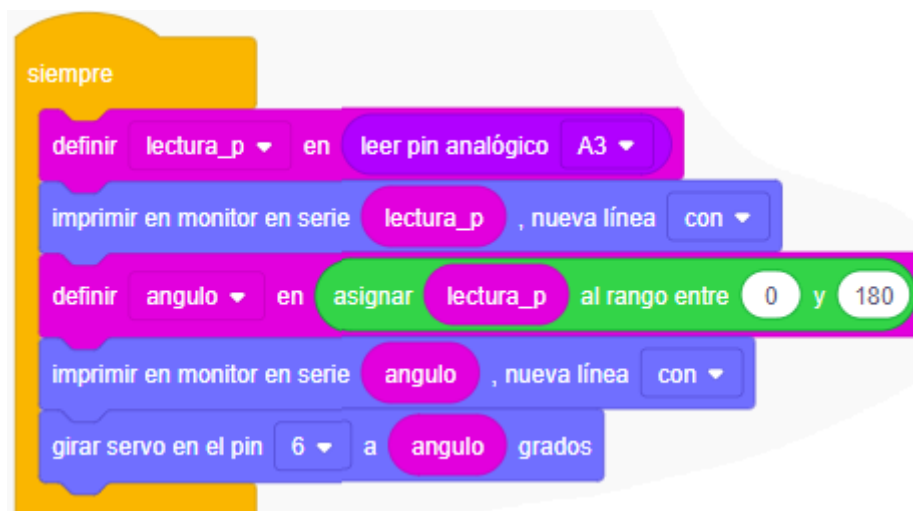 siempre
definir lectura_p en leer pin analógico A3
imprimir en monitor en serie lectura_p , nueva línea con
definir angulo en asignar lectura_p al rango entre 0 y 180
imprimir en monitor en serie angulo , nueva línea con
girar servo en el pin 6 a angulo grados